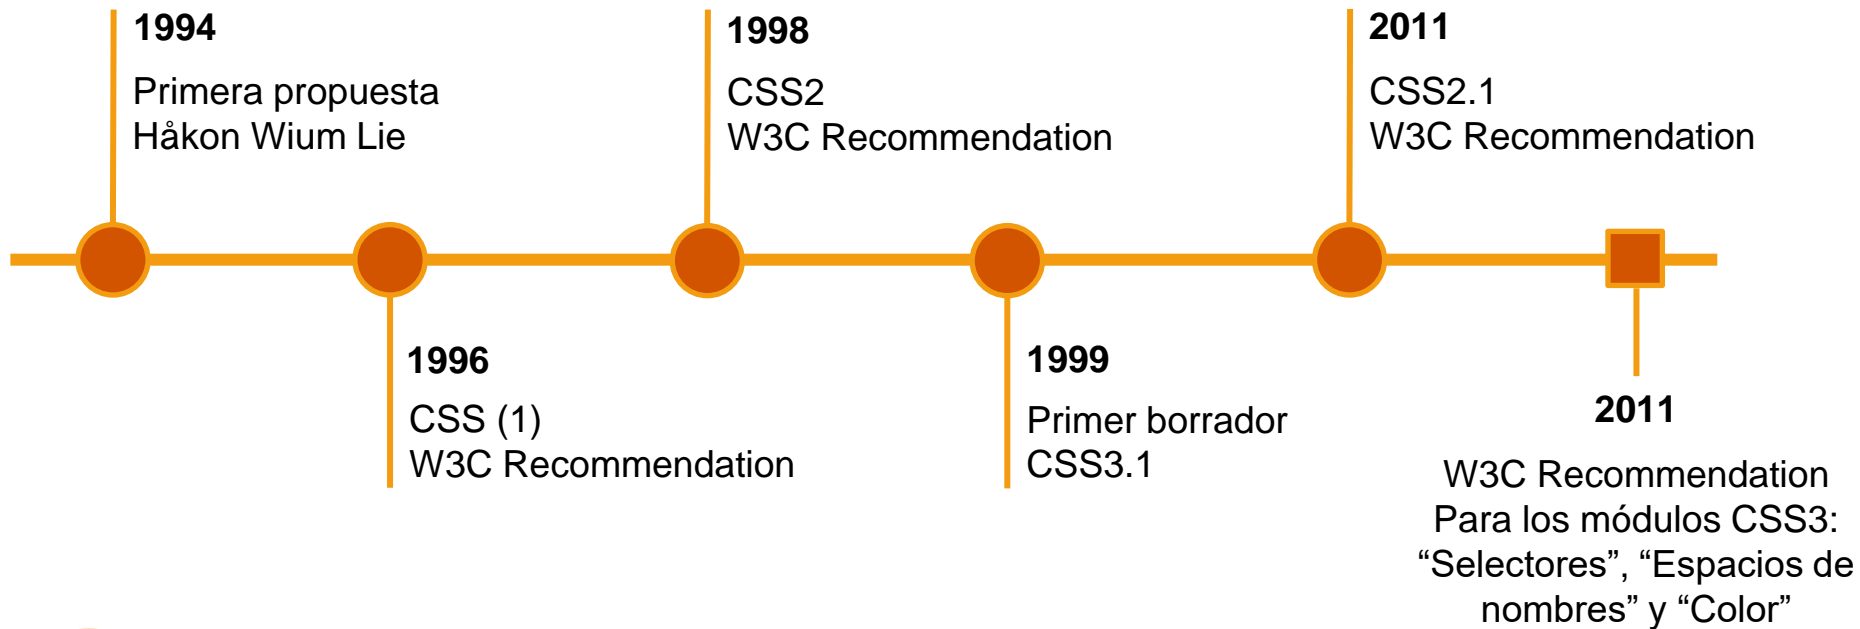 1994
Primera propuesta
Håkon Wium Lie
1996
CSS (1)
W3C Recommendation
1998
CSS2
W3C Recommendation
1999
Primer borrador
CSS3.1
2011
CSS2.1
W3C Recommendation
2011
W3C Recommendation
Para los módulos CSS3:
“Selectores”, “Espacios de
nombres” y “Color”